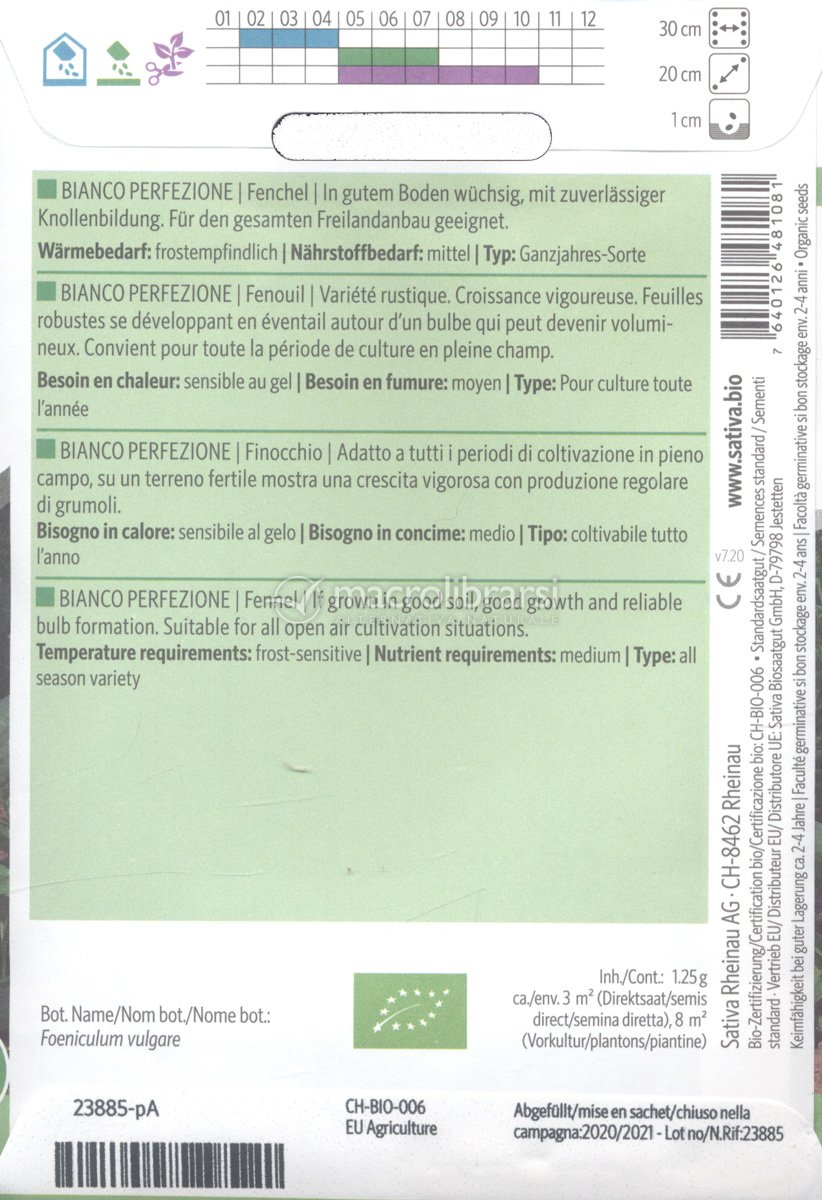 01 02 03 04 05 06 07 08 09 10 11 12
30 cm
20 cm
1 cm
BIANCO PERFEZIONE | Fenchel | In gutem Boden wüchsig, mit zuverlässiger
Knollenbildung. Für den gesamten Freilandanbau geeignet.
Wärmebedarf: frostempfindlich | Nährstoffbedarf: mittel | Typ: Ganzjahres-Sorte
BIANCO PERFEZIONE | Fenouil | Variété rustique. Croissance vigoureuse. Feuilles
robustes se développant en éventail autour d'un bulbe qui peut devenir volumi-
neux. Convient pour toute la période de culture en pleine champ.
Besoin en chaleur: sensible au gel | Besoin en fumure: moyen | Type: Pour culture toute
l'année
BIANCO PERFEZIONE | Finocchio | Adatto a tutti i periodi di coltivazione in pieno
campo, su un terreno fertile mostra una crescita vigorosa con produzione regolare
di grumoli.
Bisogno in calore: sensibile al gelo | Bisogno in concime: medio | Tipo: coltivabile tutto
l'anno
macrolibrarsi
BIANCO PERFEZIONE | Fennel | If grown in good soil, good growth and reliable
bulb formation. Suitable for all open air cultivation situations.
Temperature requirements: frost-sensitive | Nutrient requirements: medium | Type: all
season variety
7 640126 481081
Sativa Rheinau AG · CH-8462 Rheinau
v7.20
www.sativa.bio
Bio-Zertifizierung/Certification bio/Certificazione bio: CH-BIO-006 • Standardsaatgut / Semences standard / Sementi
standard · Vertrieb EU/ Distributeur EU/ Distributore UE: Sativa Biosaatgut GmbH, D-79798 Jestetten
Keimfähigkeit bei guter Lagerung ca. 2-4 Jahre | Faculté germinative si bon stockage env. 2-4 ans | Facoltà germinative si bon stockage env. 2-4 anni • Organic seeds
CE
Bot. Name/Nom bot./Nome bot.:
Foeniculum vulgare
Inh./Cont.: 1.25 g
ca./env. 3 m² (Direktsaat/semis
direct/semina diretta), 8 m²
(Vorkultur/plantons/piantine)
23885-pA
CH-BIO-006
EU Agriculture
Abgefüllt/mise en sachet/chiuso nella
campagna:2020/2021 - Lot no/N.Rif:23885